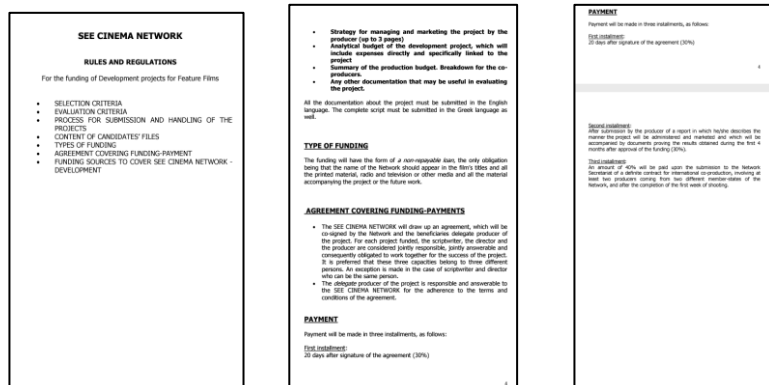 SEE CINEMA NETWORK
RULES AND REGULATIONS
For the funding of Development projects for Feature Films
• SELECTION CRITERIA
• EVALUATION CRITERIA
• PROCESS FOR SUBMISSION AND HANDLING OF THE
PROJECTS
• CONTENT OF CANDIDATES' FILES
• TYPES OF FUNDING
• AGREEMENT COVERING FUNDING-PAYMENT
• FUNDING SOURCES TO COVER SEE CINEMA NETWORK -
DEVELOPMENT
• Strategy for managing and marketing the project by the
producer (up to 3 pages)
• Analytical budget of the development project, which will
include expenses directly and specifically linked to the
project
• Summary of the production budget. Breakdown for the co-
producers.
• Any other documentation that may be useful in evaluating
the project.
All the documentation about the project must be submitted in the English
language. The complete script must be submitted in the Greek language as
well.
TYPE OF FUNDING
The funding will have the form of a non-repayable loan, the only obligation
being that the name of the Network should appear in the film's titles and all
the printed material, radio and television or other media and all the material
accompanying the project or the future work.
AGREEMENT COVERING FUNDING-PAYMENTS
• The SEE CINEMA NETWORK will draw up an agreement, which will be
co-signed by the Network and the beneficiaries delegate producer of
the project. For each project funded, the scriptwriter, the director and
the producer are considered jointly responsible, jointly answerable and
consequently obligated to work together for the success of the project.
It is preferred that these three capacities belong to three different
persons. An exception is made in the case of scriptwriter and director
who can be the same person.
• The delegate producer of the project is responsible and answerable to
the SEE CINEMA NETWORK for the adherence to the terms and
conditions of the agreement.
PAYMENT
Payment will be made in three installments, as follows:
First installment:
20 days after signature of the agreement (30%)
4
PAYMENT
Payment will be made in three installments, as follows:
First installment:
20 days after signature of the agreement (30%)
4
Second installment:
After submission by the producer of a report in which he/she describes the
manner the project will be administered and marketed and which will be
accompanied by documents proving the results obtained during the first 4
months after approval of the funding (30%).
Third installment:
An amount of 40% will be paid upon the submission to the Network
Secretariat of a definite contract for international co-production, involving at
least two producers coming from two different member-states of the
Network, and after the completion of the first week of shooting.